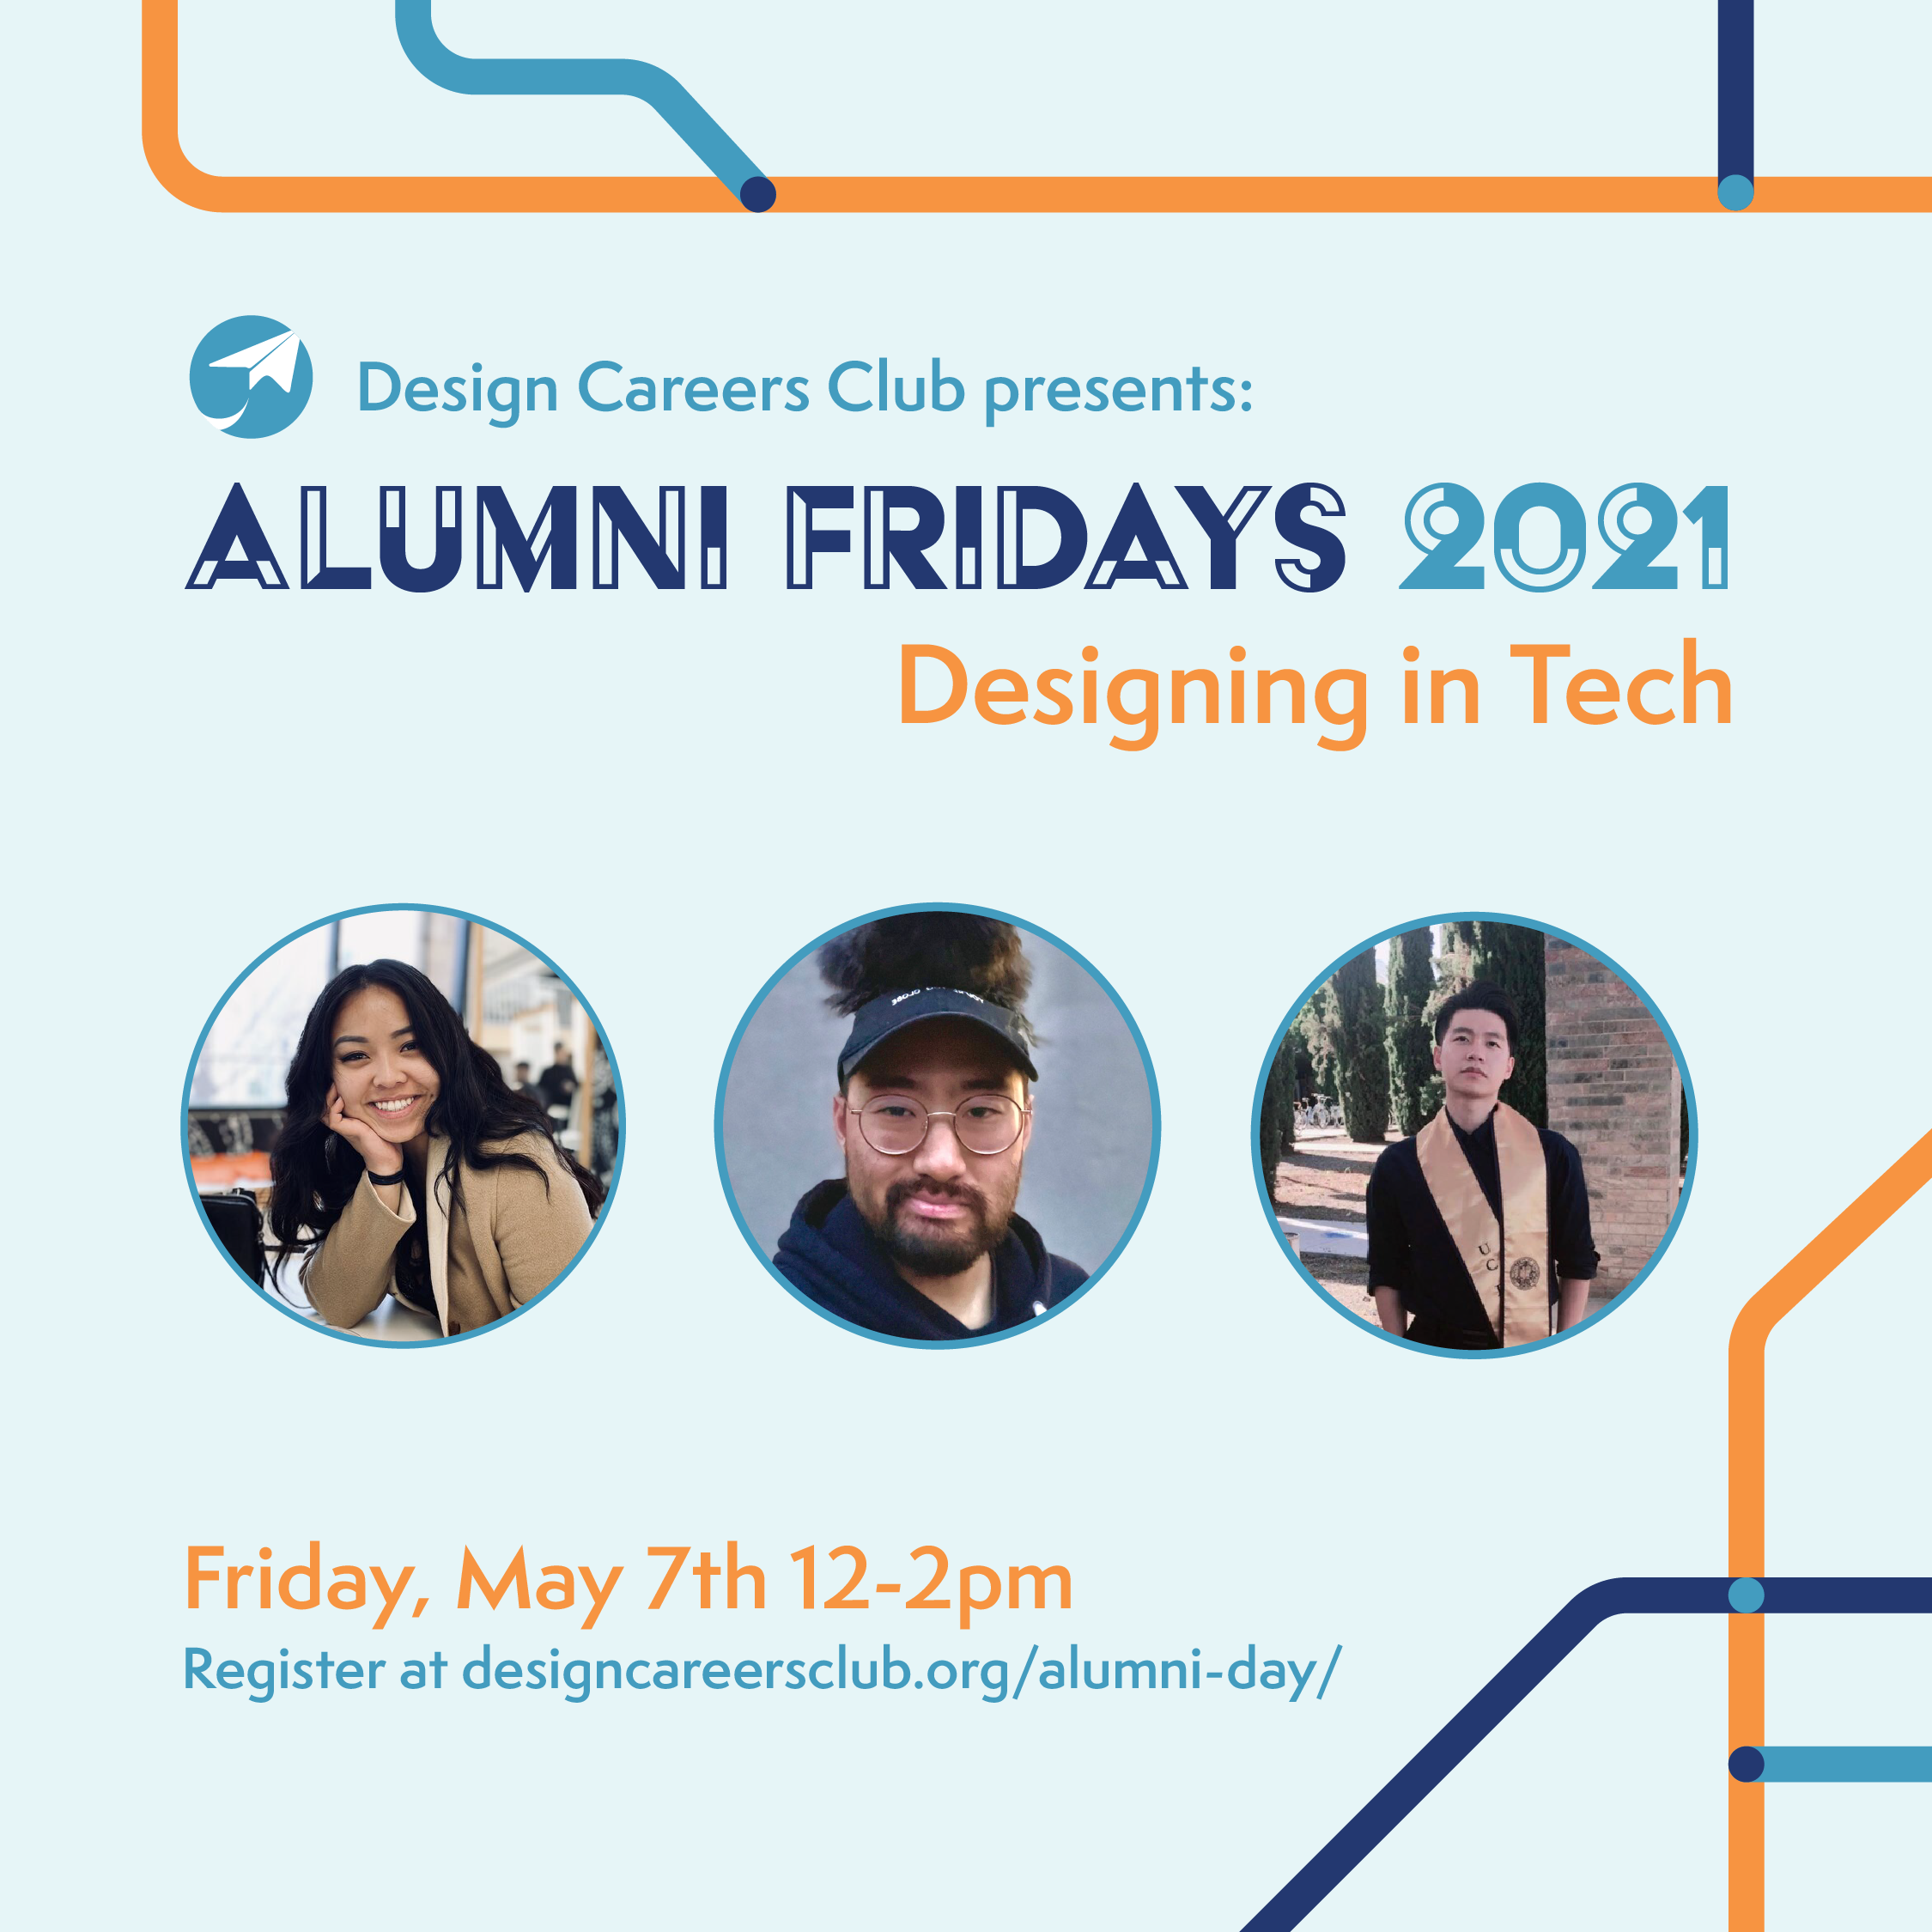 Design Careers Club presents:
ALUMNI FRIDAYS 2021
Designing in Tech
U
C
Friday, May 7th 12-2pm
Register at designcareersclub.org/alumni-day/